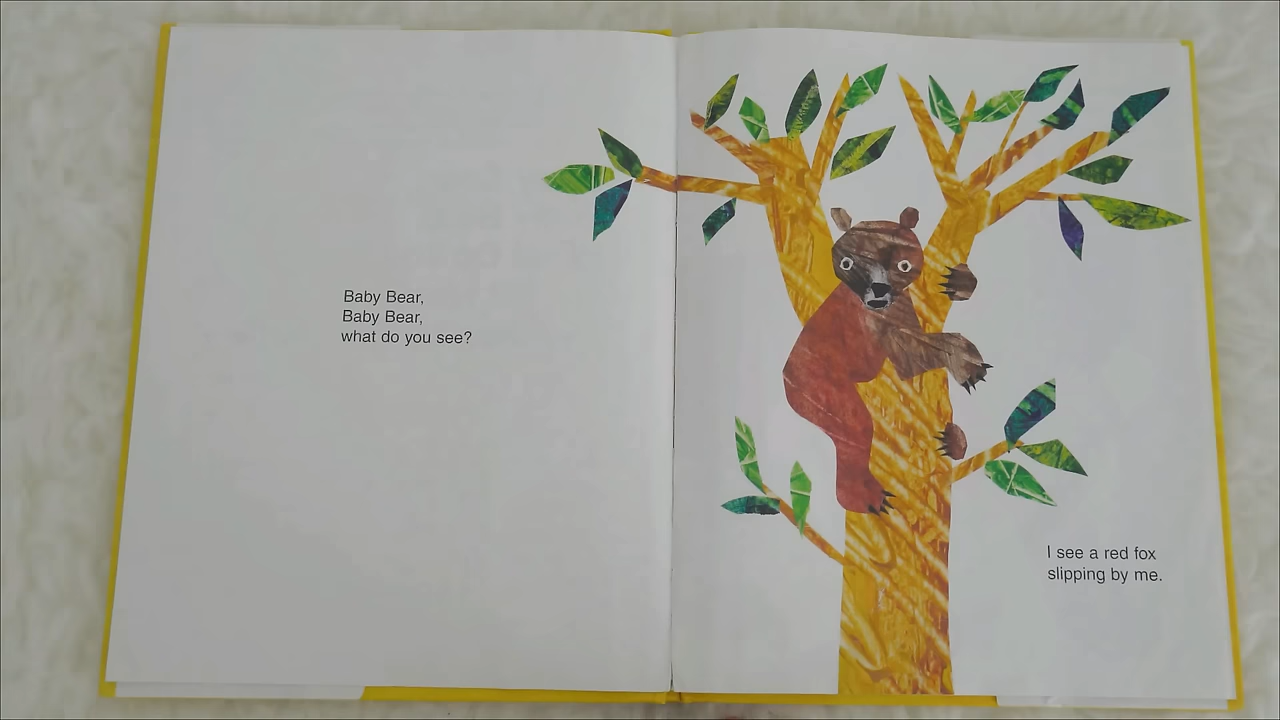 Baby Bear,
Baby Bear,
what do you see?
I see a red fox
slipping by me.